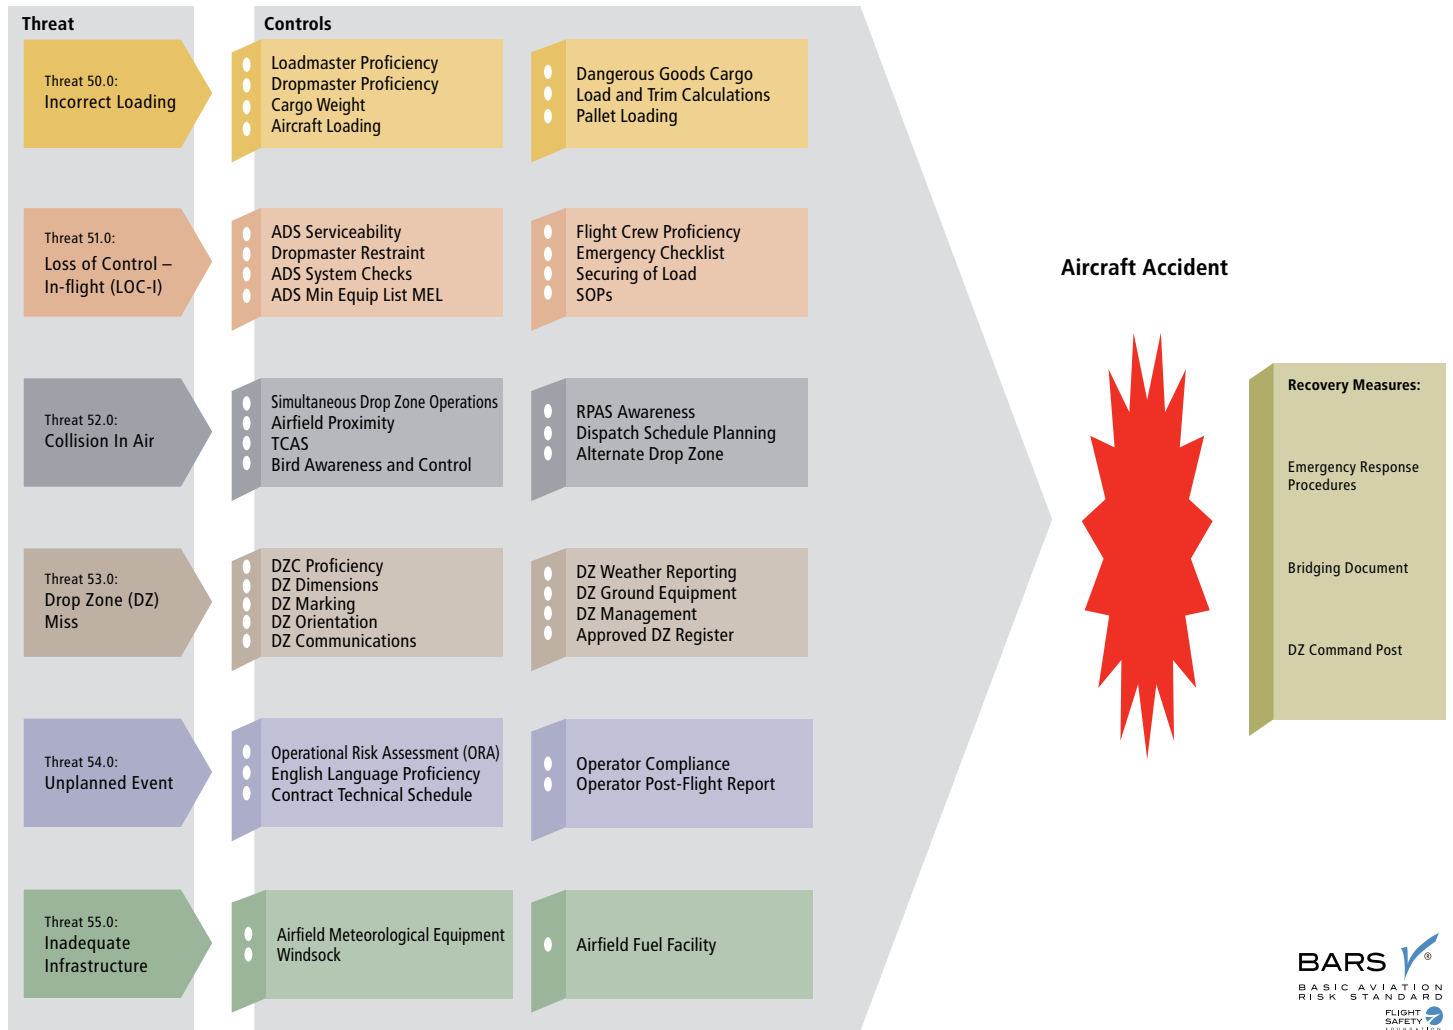 Threat
Controls
Threat 50.0:
Incorrect Loading
Loadmaster Proficiency
Dropmaster Proficiency
Cargo Weight
Aircraft Loading
Dangerous Goods Cargo
Load and Trim Calculations
Pallet Loading
Threat 51.0:
Loss of Control –
In-flight (LOC-I)
ADS Serviceability
Dropmaster Restraint
ADS System Checks
ADS Min Equip List MEL
Flight Crew Proficiency
Emergency Checklist
Securing of Load
SOPs
Threat 52.0:
Collision In Air
Simultaneous Drop Zone Operations
Airfield Proximity
TCAS
Bird Awareness and Control
RPAS Awareness
Dispatch Schedule Planning
Alternate Drop Zone
Threat 53.0:
Drop Zone (DZ)
Miss
DZC Proficiency
DZ Dimensions
DZ Marking
DZ Orientation
DZ Communications
DZ Weather Reporting
DZ Ground Equipment
DZ Management
Approved DZ Register
Threat 54.0:
Unplanned Event
Operational Risk Assessment (ORA)
English Language Proficiency
Contract Technical Schedule
Operator Compliance
Operator Post-Flight Report
Threat 55.0:
Inadequate
Infrastructure
Airfield Meteorological Equipment
Windsock
Airfield Fuel Facility
Aircraft Accident
Recovery Measures:
Emergency Response
Procedures
Bridging Document
DZ Command Post
BARS ®
BASIC AVIATION
RISK STANDARD
FLIGHT
SAFETY
FOUNDATION